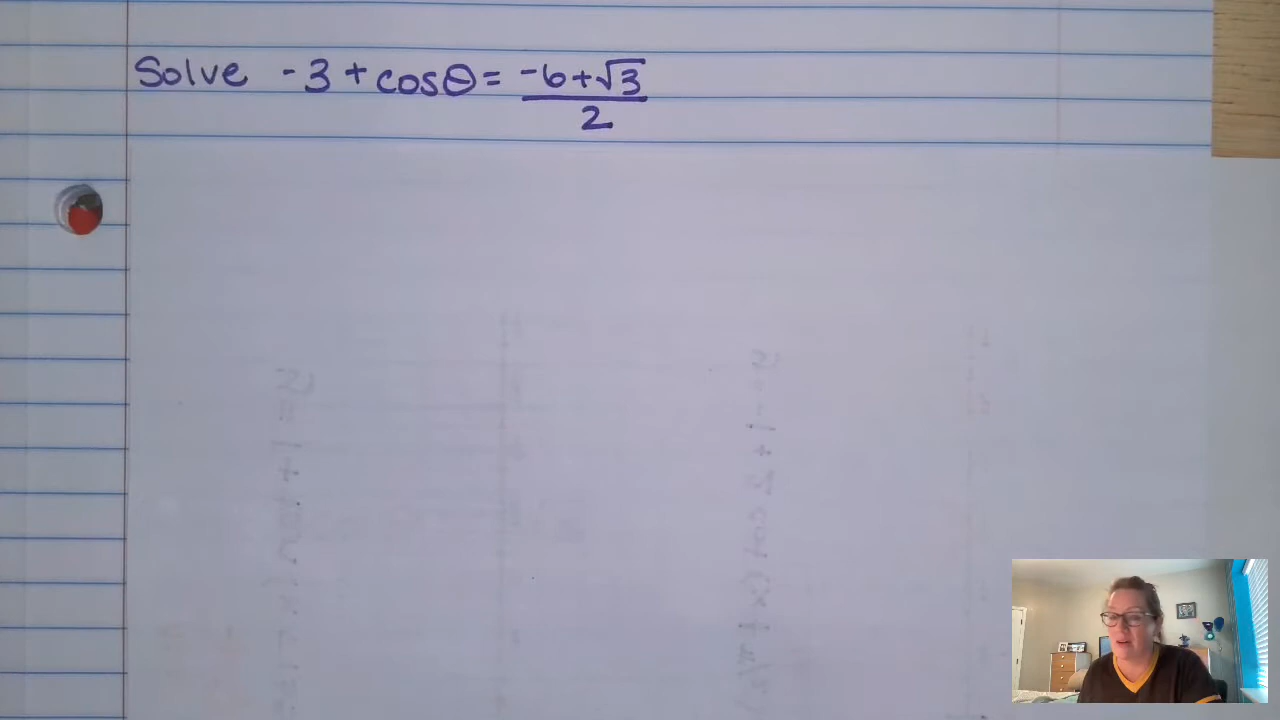 Solve -3 + cosθ = -6+√3
2